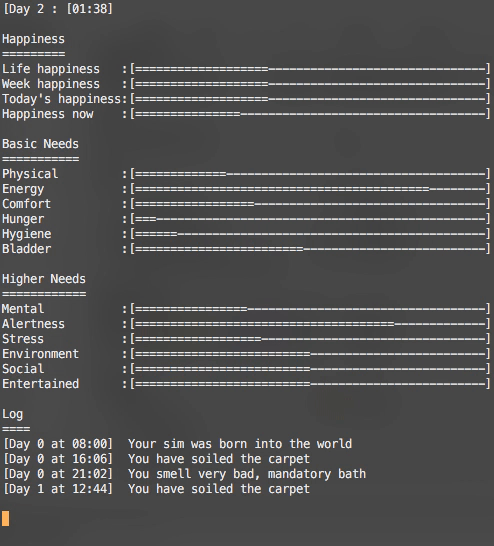 [Day 2 : [01:38]
Happiness
=========
Life happiness   :[===================-------------------------------]
Week happiness   :[===================-------------------------------]
Today's happiness:[===================-------------------------------]
Happiness now    :[===============-----------------------------------]
Basic Needs
===========
Physical         :[=============-------------------------------------]
Energy           :[==========================================--------]
Comfort          :[=================---------------------------------]
Hunger           :[===-----------------------------------------------]
Hygiene          :[======--------------------------------------------]
Bladder          :[========================--------------------------]
Higher Needs
============
Mental           :[================----------------------------------]
Alertness        :[=====================================-------------]
Stress           :[==================--------------------------------]
Environment      :[=========================-------------------------]
Social           :[=========================-------------------------]
Entertained      :[=========================-------------------------]
Log
====
[Day 0 at 08:00]  Your sim was born into the world
[Day 0 at 16:06]  You have soiled the carpet
[Day 0 at 21:02]  You smell very bad, mandatory bath
[Day 1 at 12:44]  You have soiled the carpet